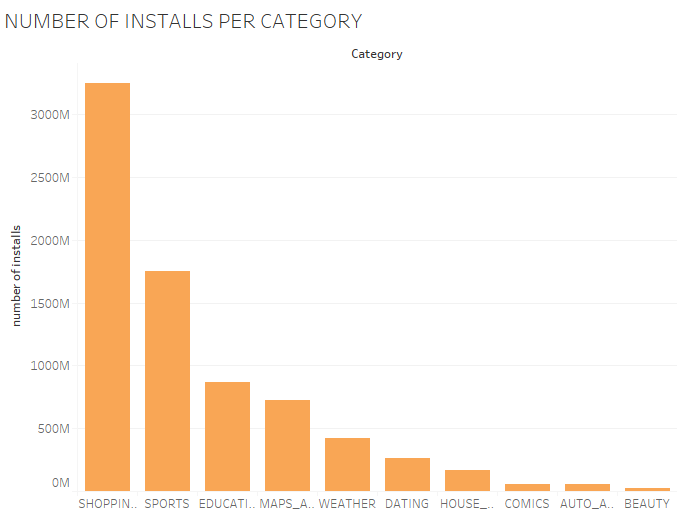 NUMBER OF INSTALLS PER CATEGORY
Category
3000M
2500M
2000M
1500M
1000M
500M
0M
number of installs
SHOPPIN.. SPORTS EDUCATI.. MAPS_A.. WEATHER DATING HOUSE_.. COMICS AUTO_A.. BEAUTY